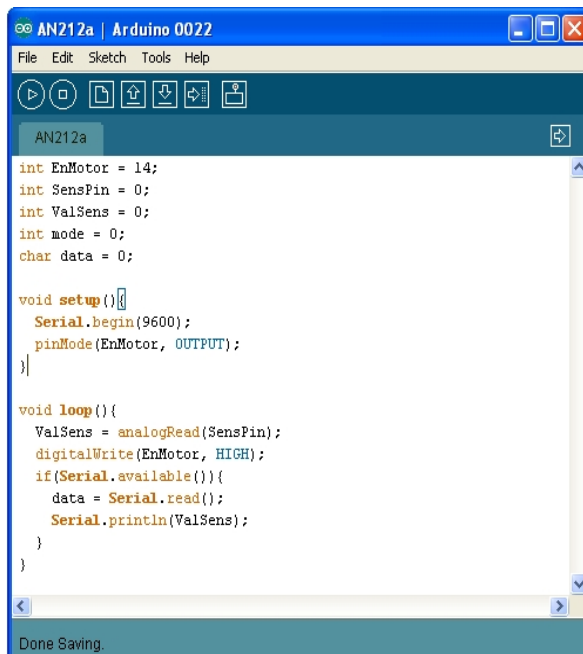 AN212a | Arduino 0022
File Edit Sketch Tools Help
AN212a
int EnMotor = 14;
int SensPin = 0;
int ValSens = 0;
int mode = 0;
char data = 0;
void setup(){
  Serial.begin(9600);
  pinMode(EnMotor, OUTPUT);
}
void loop(){
  ValSens = analogRead(SensPin);
  digitalWrite(EnMotor, HIGH);
  if(Serial.available()){
    data = Serial.read();
    Serial.println(ValSens);
  }
}
Done Saving.